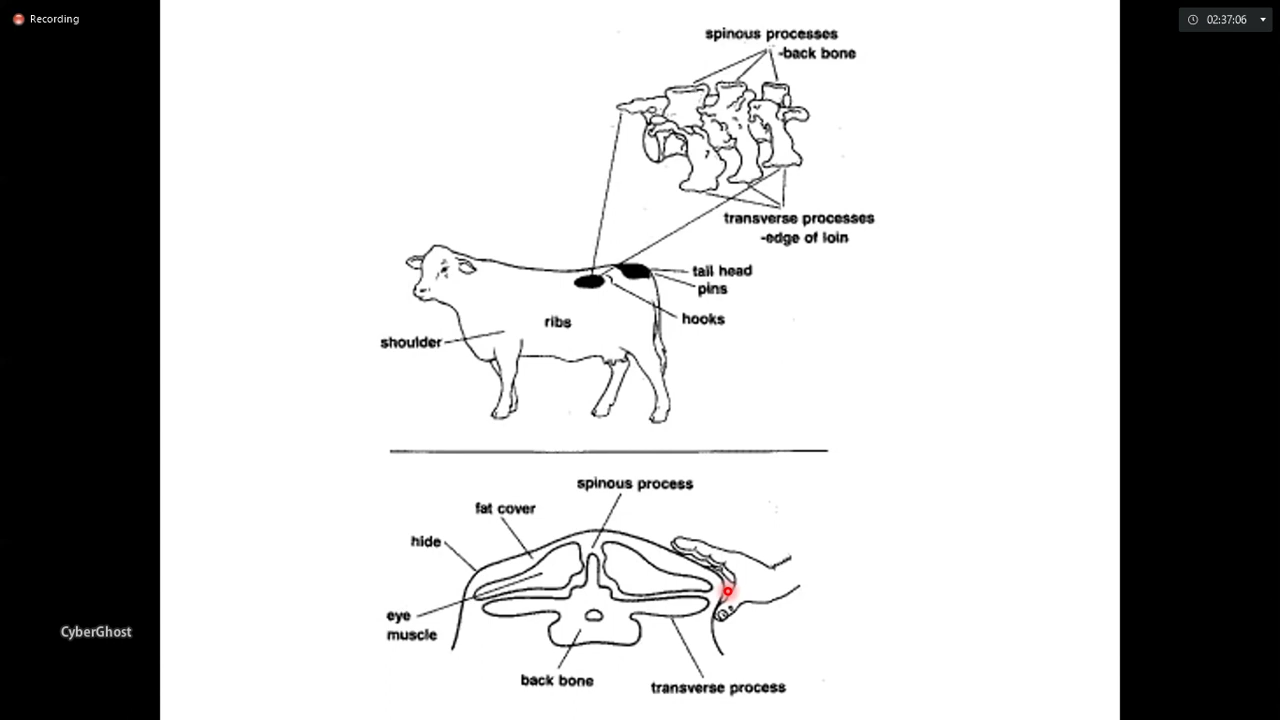 Recording
02:37:06
spinous processes
-back bone
transverse processes
-edge of loin
tail head
pins
hooks
ribs
shoulder
spinous process
fat cover
hide
eye
muscle
CyberGhost
back bone
transverse process